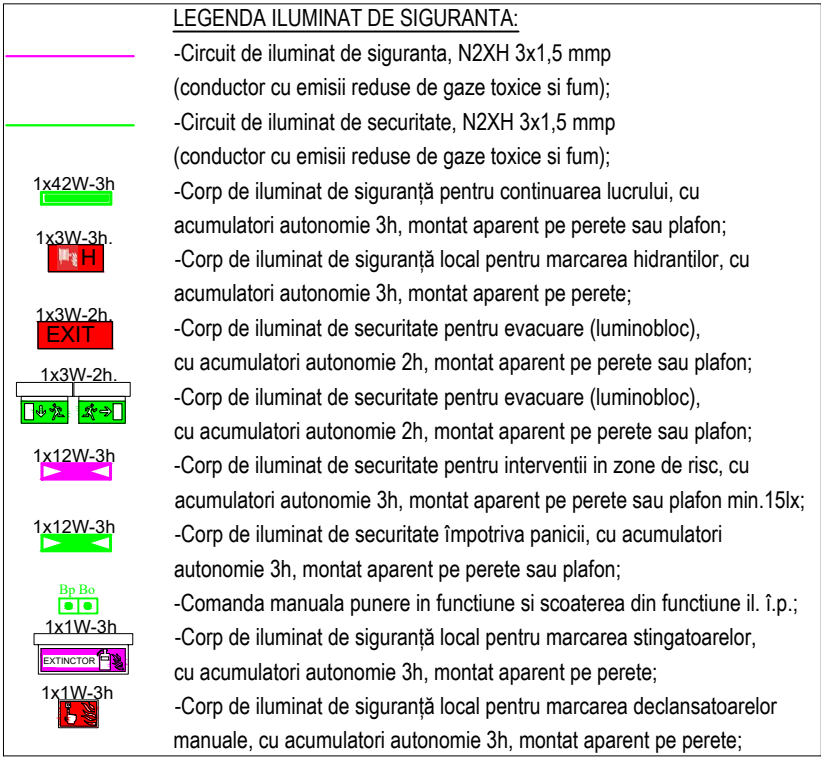 LEGENDA ILUMINAT DE SIGURANTA:
-Circuit de iluminat de siguranta, N2XH 3x1,5 mmp
(conductor cu emisii reduse de gaze toxice si fum);
-Circuit de iluminat de securitate, N2XH 3x1,5 mmp
(conductor cu emisii reduse de gaze toxice si fum);
1x42W-3h
-Corp de iluminat de siguranță pentru continuarea lucrului, cu
acumulatori autonomie 3h, montat aparent pe perete sau plafon;
1x3W-3h.
H
-Corp de iluminat de siguranță local pentru marcarea hidrantilor, cu
acumulatori autonomie 3h, montat aparent pe perete;
1x3W-2h.
EXIT
-Corp de iluminat de securitate pentru evacuare (luminobloc),
cu acumulatori autonomie 2h, montat aparent pe perete sau plafon;
1x3W-2h.
-Corp de iluminat de securitate pentru evacuare (luminobloc),
cu acumulatori autonomie 2h, montat aparent pe perete sau plafon;
1x12W-3h
-Corp de iluminat de securitate pentru interventii in zone de risc, cu
acumulatori autonomie 3h, montat aparent pe perete sau plafon min.15lx;
1x12W-3h
-Corp de iluminat de securitate împotriva panicii, cu acumulatori
autonomie 3h, montat aparent pe perete sau plafon;
Bp Bo
-Comanda manuala punere in functiune si scoaterea din functiune il. î.p.;
1x1W-3h
EXTINCTOR
-Corp de iluminat de siguranță local pentru marcarea stingatoarelor,
cu acumulatori autonomie 3h, montat aparent pe perete;
1x1W-3h
-Corp de iluminat de siguranță local pentru marcarea declansatoarelor
manuale, cu acumulatori autonomie 3h, montat aparent pe perete;